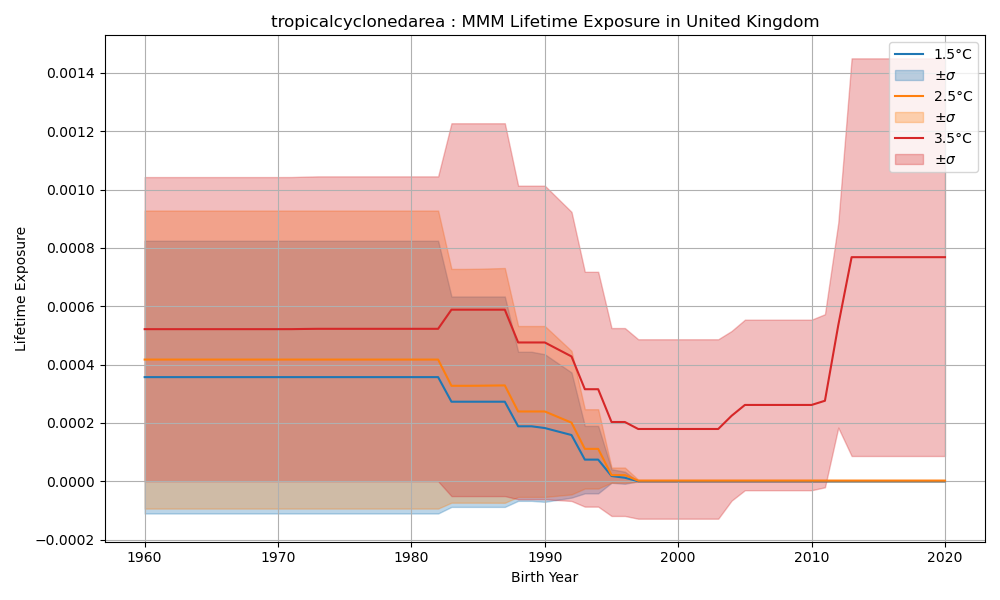 tropicalcyclonedarea : MMM Lifetime Exposure in United Kingdom
Lifetime Exposure
0.0014
0.0012
0.0010
0.0008
0.0006
0.0004
0.0002
0.0000
−0.0002
1960
1970
1980
1990
2000
2010
2020
Birth Year
1.5°C
±σ
2.5°C
±σ
3.5°C
±σ